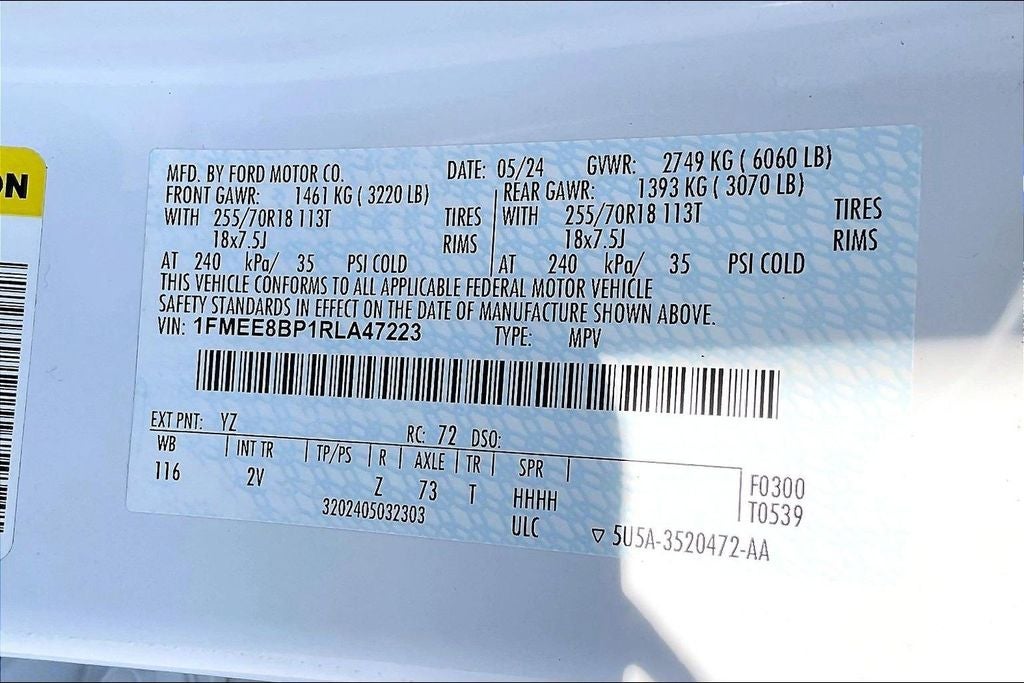 ON
MFD. BY FORD MOTOR CO. DATE: 05/24 GVWR: 2749 KG ( 6060 LB)
FRONT GAWR: 1461 KG ( 3220 LB) REAR GAWR: 1393 KG ( 3070 LB)
WITH 255/70R18 113T TIRES WITH 255/70R18 113T TIRES
18x7.5J RIMS 18x7.5J RIMS
AT 240 kPa/ 35 PSI COLD AT 240 kPa/ 35 PSI COLD
THIS VEHICLE CONFORMS TO ALL APPLICABLE FEDERAL MOTOR VEHICLE
SAFETY STANDARDS IN EFFECT ON THE DATE OF MANUFACTURE SHOWN ABOVE.
VIN: 1FMEE8BP1RLA47223 TYPE: MPV
EXT PNT: YZ RC: 72 DSO:
WB INT TR TP/PS R AXLE TR SPR
116 2V Z 73 T HHHH F0300
3202405032303 ULC T0539
▽ 5U5A-3520472-AA